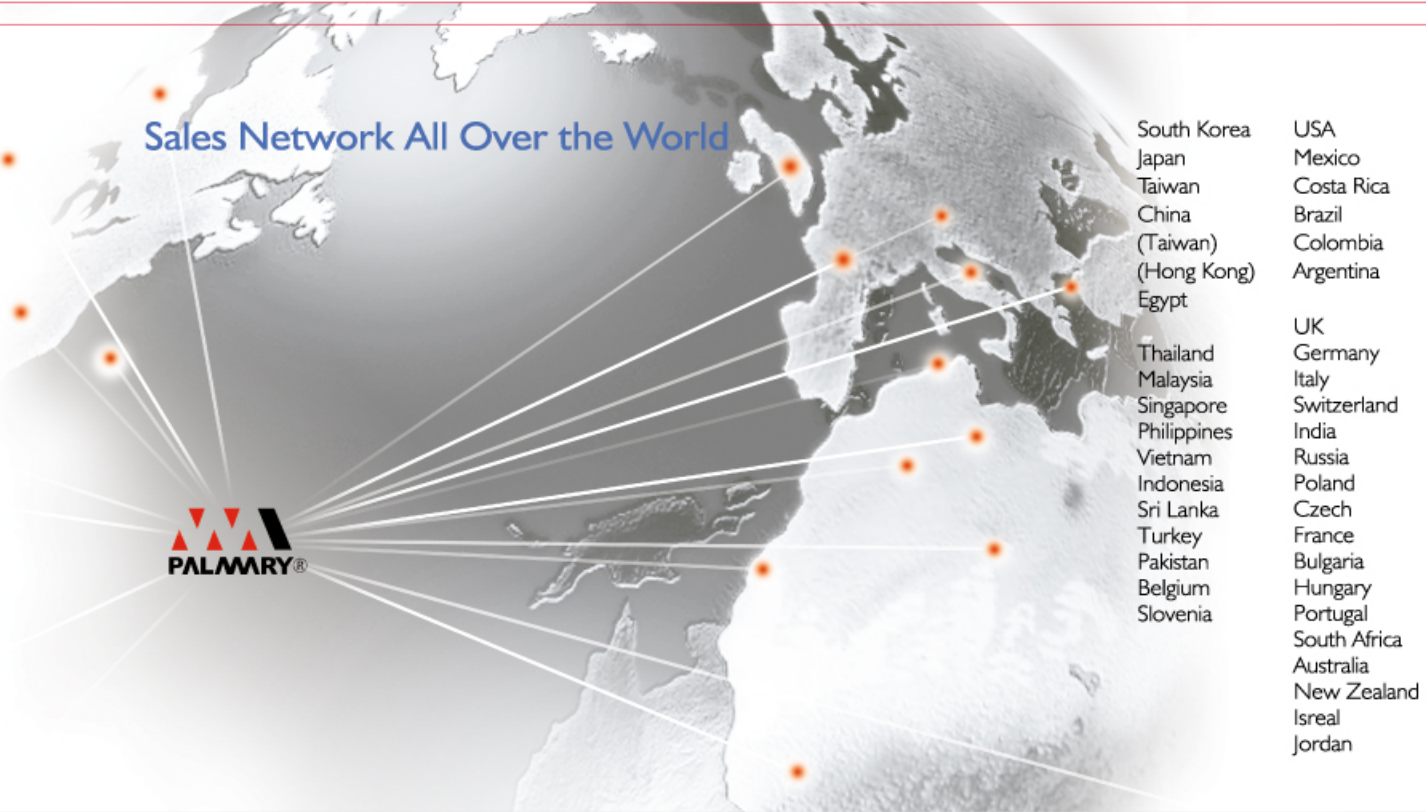 Sales Network All Over the World
PALMARY®
South Korea
Japan
Taiwan
China
(Taiwan)
(Hong Kong)
Egypt
Thailand
Malaysia
Singapore
Philippines
Vietnam
Indonesia
Sri Lanka
Turkey
Pakistan
Belgium
Slovenia
USA
Mexico
Costa Rica
Brazil
Colombia
Argentina
UK
Germany
Italy
Switzerland
India
Russia
Poland
Czech
France
Bulgaria
Hungary
Portugal
South Africa
Australia
New Zealand
Isreal
Jordan